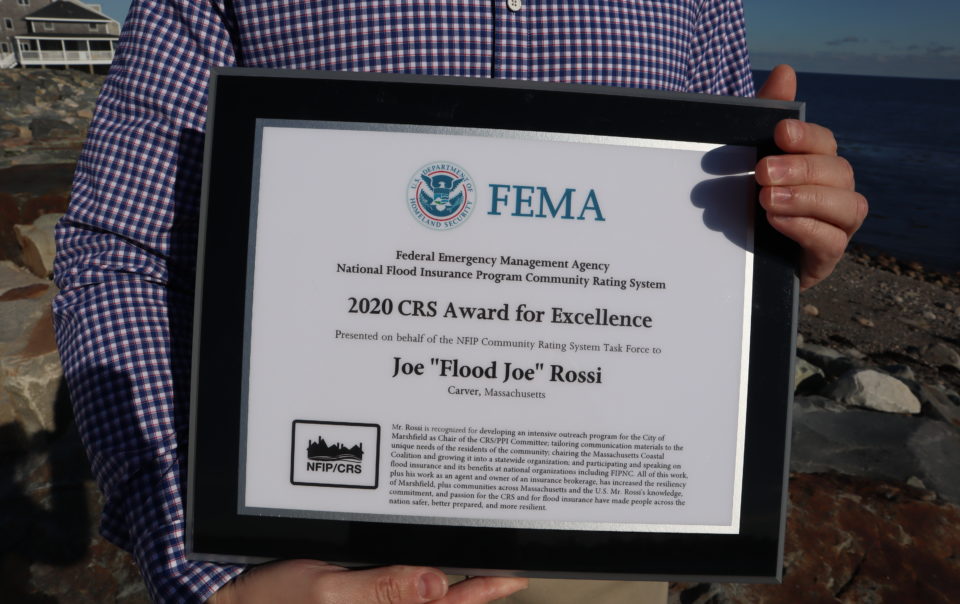 U.S. DEPARTMENT OF
HOMELAND SECURITY
FEMA
Federal Emergency Management Agency
National Flood Insurance Program Community Rating System
2020 CRS Award for Excellence
Presented on behalf of the NFIP Community Rating System Task Force to
Joe "Flood Joe" Rossi
Carver, Massachusetts
NFIP/CRS
Mr. Rossi is recognized for developing an intensive outreach program for the City of
Marshfield as Chair of the CRS/PPI Committee; tailoring communication materials to the
unique needs of the residents of the community; chairing the Massachusetts Coastal
Coalition and growing it into a statewide organization; and participating and speaking on
flood insurance and its benefits at national organizations including FIPNC. All of this work,
plus his work as an agent and owner of an insurance brokerage, has increased the resiliency
of Marshfield, plus communities across Massachusetts and the U.S. Mr. Rossi's knowledge,
commitment, and passion for the CRS and for flood insurance have made people across the
nation safer, better prepared, and more resilient.